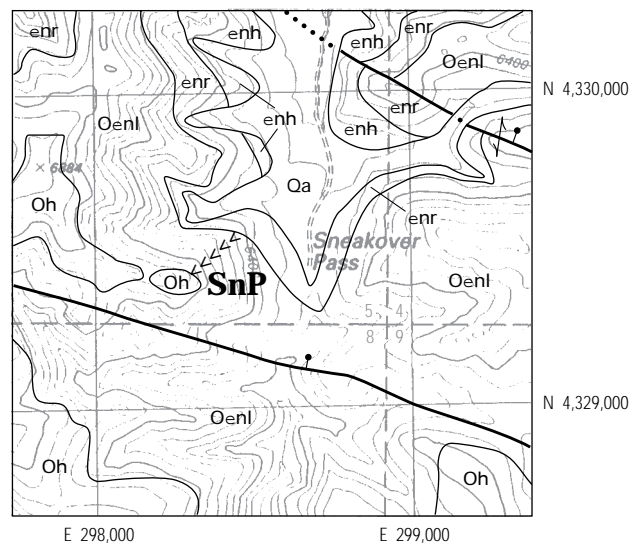 enr
enh
enh
enr
Oenl
6400
N 4,330,000
enr
enr
Oenl
enh
enh
× 6884
Qa
Oh
enr
Sneakover
Pass
Oenl
Oh
SnP
5 4
8 9
N 4,329,000
Oenl
Oh
Oh
E 298,000
E 299,000